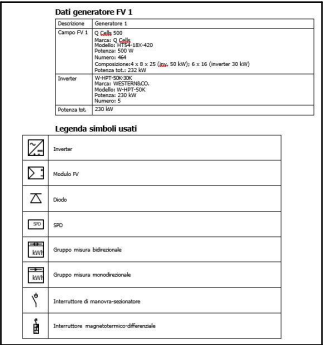 Dati generatore FV 1
Descrizione Generatore 1
Campo FV 1 Q Cells 500
Marca: Q Cells
Modello: HTS4-18X-420
Potenza: 500 W
Numero: 464
Composizione:4 x 8 x 25 (inv. 50 kW); 6 x 16 (inverter 30 kW)
Potenza tot.: 232 kW
Inverter W-HPT-50K-30K
Marca: WESTERN&CO.
Modello: W-HPT-50K
Potenza: 230 kW
Numero: 5
Potenza tot. 230 kW
Legenda simboli usati
Inverter
Modulo FV
Diodo
SPD SPD
kWh Gruppo misura bidirezionale
kWh Gruppo misura monodirezionale
Interruttore di manovra-sezionatore
Interruttore magnetotermico-differenziale